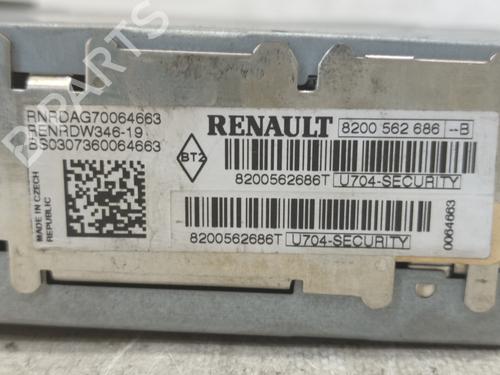 RNRDAG70064663
RENRDW346-19
BS0307360064663
MADE IN CZECH
REPUBLIC
BT2
RENAULT 8200 562 686 --B
8200562686T U704-SECURITY
8200562686T U704-SECURITY
0064663
B-PARTS